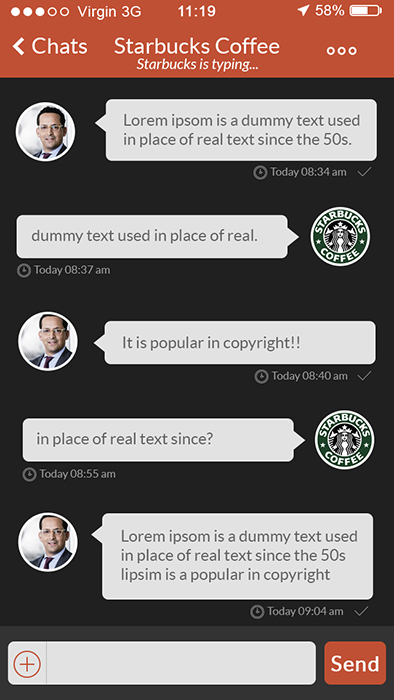 Virgin 3G 11:19 58%
Chats Starbucks Coffee
Starbucks is typing...
Lorem ipsom is a dummy text used
in place of real text since the 50s.
Today 08:34 am
dummy text used in place of real.
STARBUCKS
COFFEE
Today 08:37 am
It is popular in copyright!!
Today 08:40 am
in place of real text since?
STARBUCKS
COFFEE
Today 08:55 am
Lorem ipsom is a dummy text used
in place of real text since the 50s
lipsim is a popular in copyright
Today 09:04 am
Send